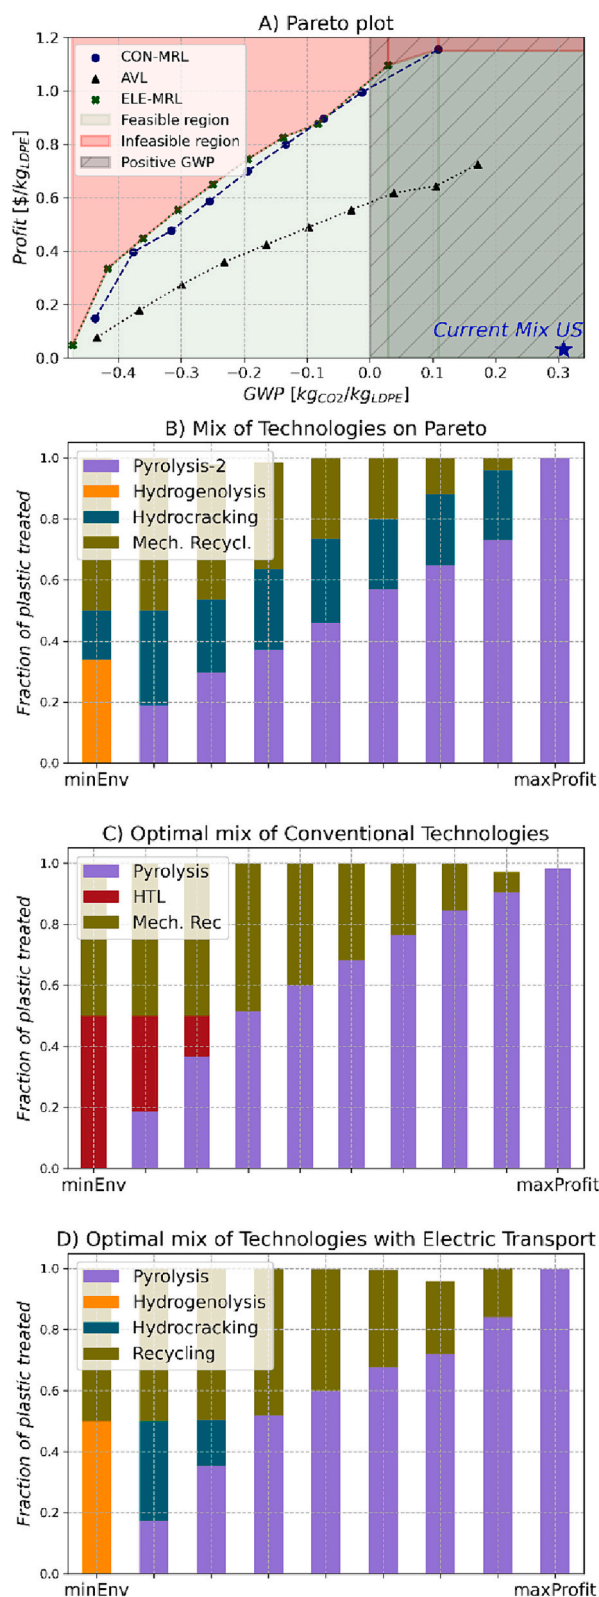 A) Pareto plot
1.2
1.0
0.8
0.6
0.4
0.2
0.0
Profit [$/kgLDPE]
CON-MRL
AVL
ELE-MRL
Feasible region
Infeasible region
Positive GWP
Current Mix US
−0.4 −0.3 −0.2 −0.1 0.0 0.1 0.2 0.3
GWP [kgCO2/kgLDPE]
B) Mix of Technologies on Pareto
1.0
0.8
0.6
0.4
0.2
0.0
Fraction of plastic treated
Pyrolysis-2
Hydrogenolysis
Hydrocracking
Mech. Recycl.
minEnv maxProfit
C) Optimal mix of Conventional Technologies
1.0
0.8
0.6
0.4
0.2
0.0
Fraction of plastic treated
Pyrolysis
HTL
Mech. Rec
minEnv maxProfit
D) Optimal mix of Technologies with Electric Transport
1.0
0.8
0.6
0.4
0.2
0.0
Fraction of plastic treated
Pyrolysis
Hydrogenolysis
Hydrocracking
Recycling
minEnv maxProfit